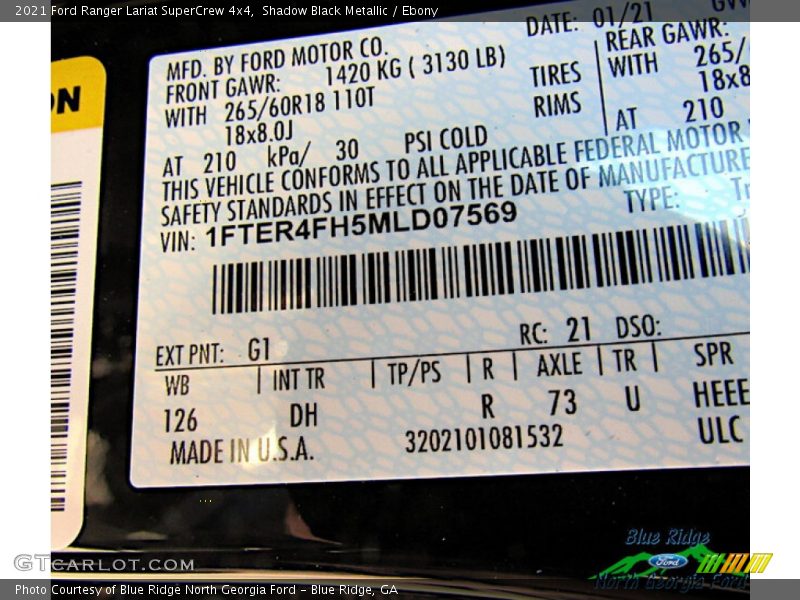 2021 Ford Ranger Lariat SuperCrew 4x4, Shadow Black Metallic / Ebony
ON
DATE: 01/21
MFD. BY FORD MOTOR CO.
FRONT GAWR: 1420 KG ( 3130 LB)
REAR GAWR:
WITH 265/60R18 110T TIRES WITH 265/
18x8.0J RIMS 18x8
AT 210 kPa/ 30 PSI COLD AT 210
THIS VEHICLE CONFORMS TO ALL APPLICABLE FEDERAL MOTOR
SAFETY STANDARDS IN EFFECT ON THE DATE OF MANUFACTURE
VIN: 1FTER4FH5MLD07569 TYPE:
EXT PNT: G1 RC: 21 DSO:
WB INT TR TP/PS R AXLE TR SPR
126 DH R 73 U HEEE
MADE IN U.S.A. 3202101081532 ULC
Blue Ridge
Ford
North Georgia Ford
GTCARLOT.COM
Photo Courtesy of Blue Ridge North Georgia Ford – Blue Ridge, GA